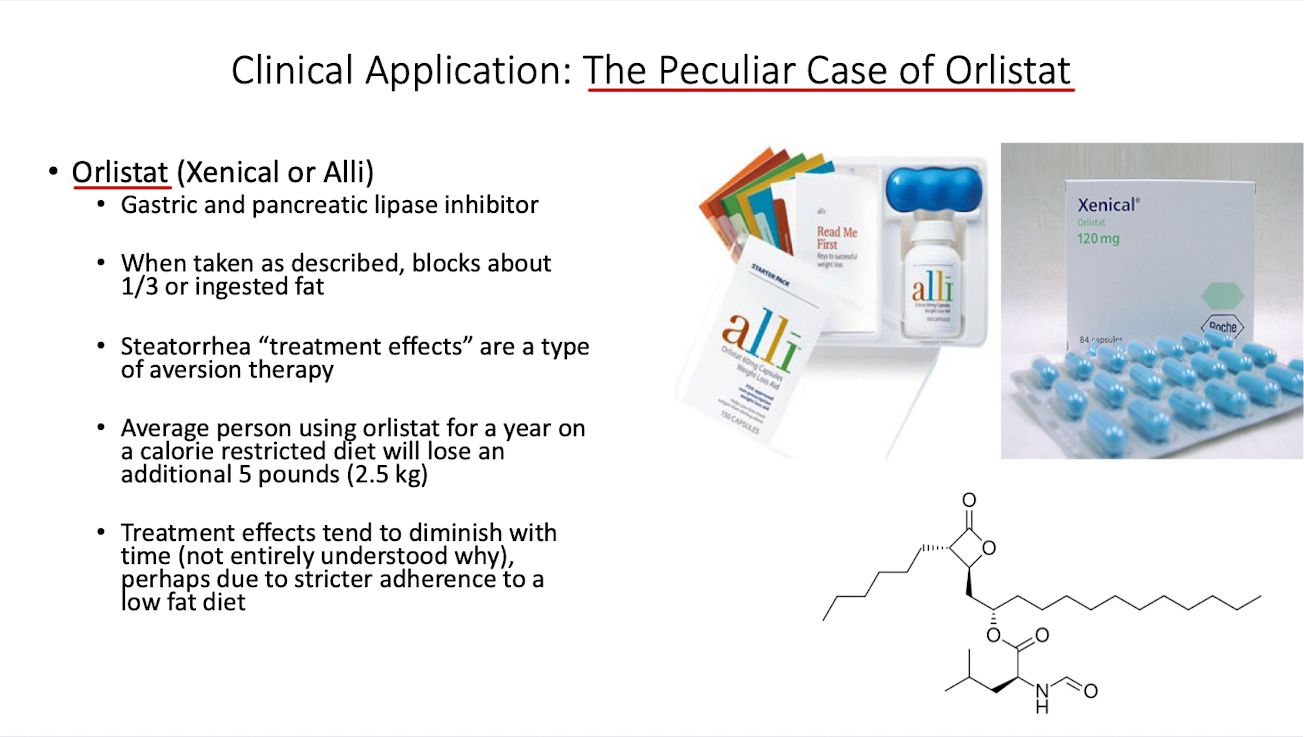 Clinical Application: The Peculiar Case of Orlistat
• Orlistat (Xenical or Alli)
• Gastric and pancreatic lipase inhibitor
• When taken as described, blocks about
1/3 or ingested fat
• Steatorrhea “treatment effects” are a type
of aversion therapy
• Average person using orlistat for a year on
a calorie restricted diet will lose an
additional 5 pounds (2.5 kg)
• Treatment effects tend to diminish with
time (not entirely understood why),
perhaps due to stricter adherence to a
low fat diet
alli
Read Me
First
Keys to successful
weight loss
STARTER PACK
alli
Orlistat 60mg Capsules
Weight Loss Aid
150 CAPSULES
alli
Xenical®
Orlistat
120 mg
Roche
84 capsules
O
O
O
O
N
H
O